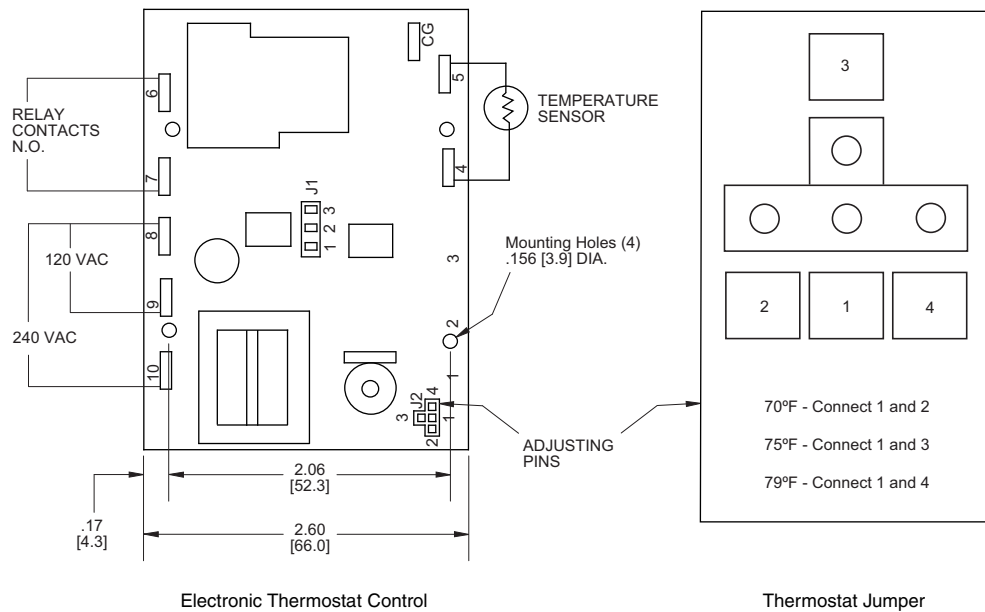 CG
5
6
RELAY
CONTACTS
N.O.
TEMPERATURE
SENSOR
4
7
J1
3
2
1
8
120 VAC
Mounting Holes (4)
.156 [3.9] DIA.
3
9
240 VAC
2
10
1
J2
3
4
1
2
ADJUSTING
PINS
2.06
[52.3]
.17
[4.3]
2.60
[66.0]
Electronic Thermostat Control
3
2
1
4
70ºF - Connect 1 and 2
75ºF - Connect 1 and 3
79ºF - Connect 1 and 4
Thermostat Jumper